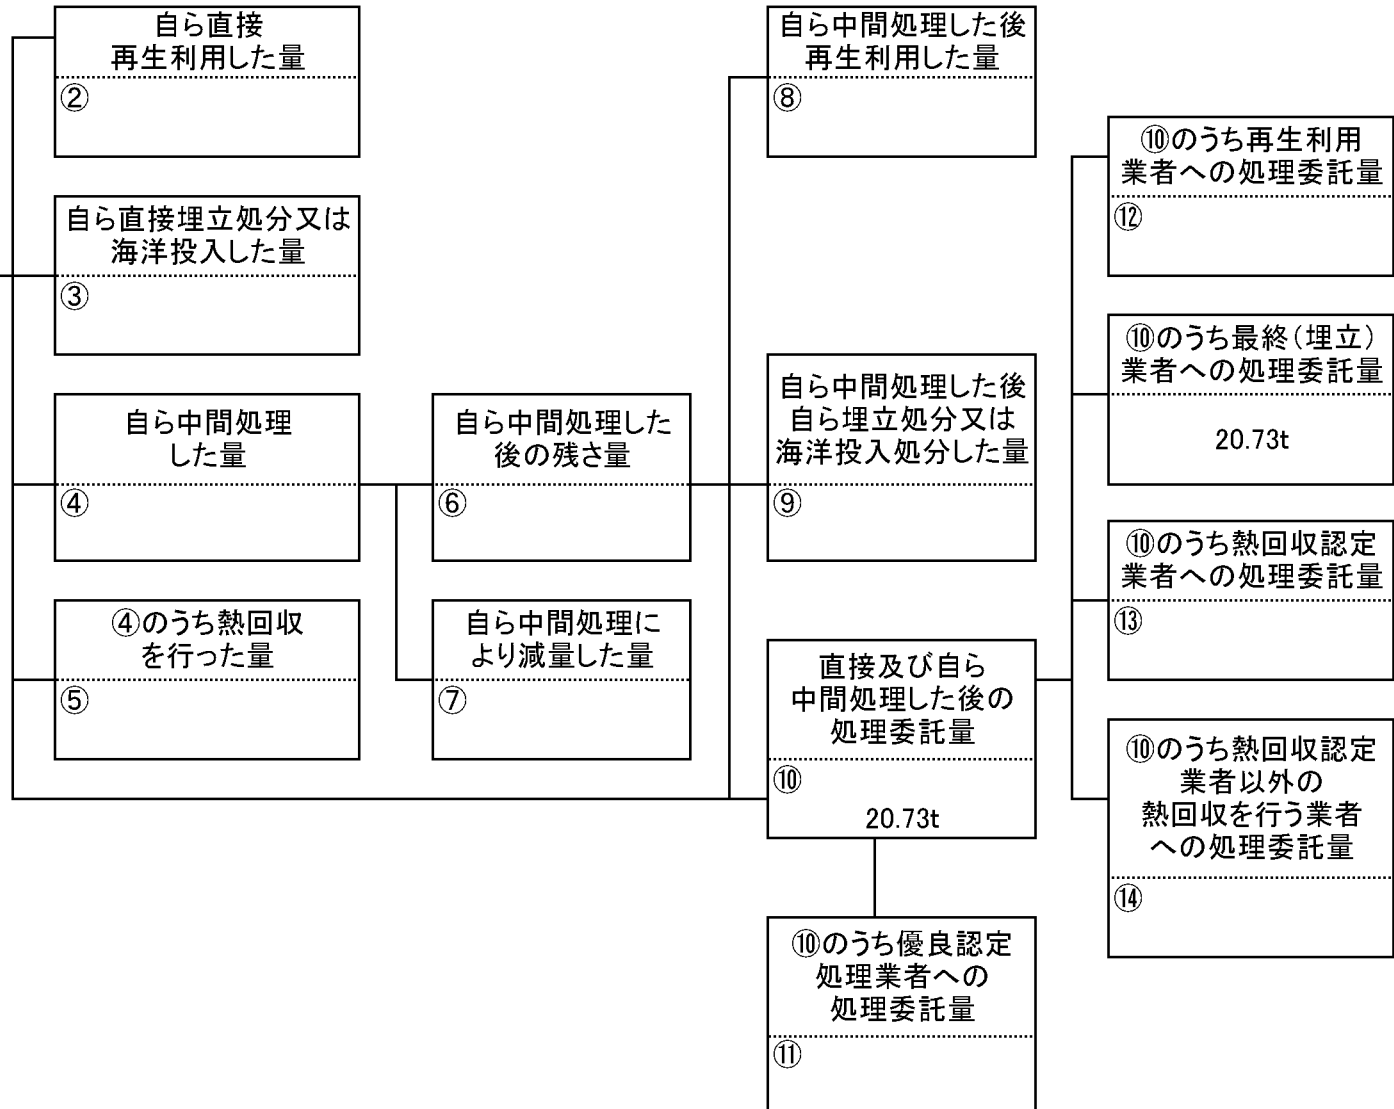 自ら直接
再生利用した量
②
自ら直接埋立処分又は
海洋投入した量
③
自ら中間処理
した量
④
④のうち熱回収
を行った量
⑤
自ら中間処理した
後の残さ量
⑥
自ら中間処理に
より減量した量
⑦
自ら中間処理した後
再生利用した量
⑧
自ら中間処理した後
自ら埋立処分又は
海洋投入処分した量
⑨
直接及び自ら
中間処理した後の
処理委託量
⑩
20.73t
⑩のうち優良認定
処理業者への
処理委託量
⑪
⑩のうち再生利用
業者への処理委託量
⑫
⑩のうち最終（埋立）
業者への処理委託量
20.73t
⑩のうち熱回収認定
業者への処理委託量
⑬
⑩のうち熱回収認定
業者以外の
熱回収を行う業者
への処理委託量
⑭